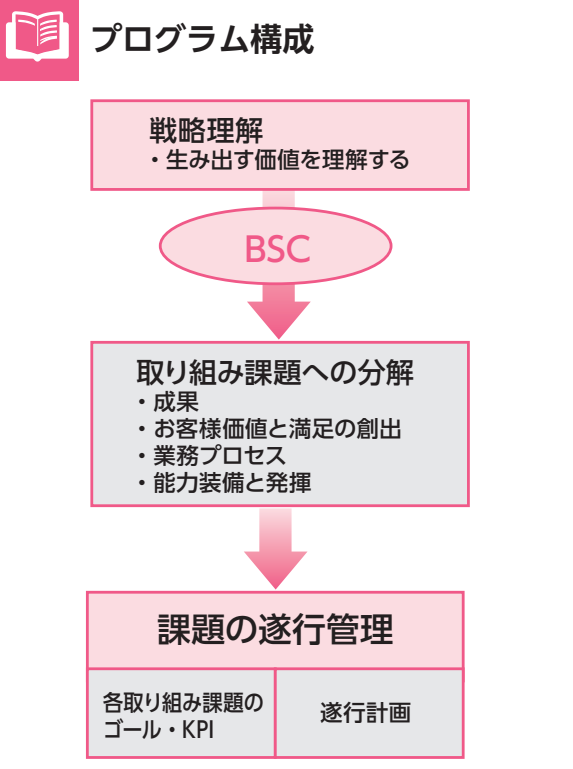 プログラム構成
戦略理解
・生み出す価値を理解する
BSC
取り組み課題への分解
・成果
・お客様価値と満足の創出
・業務プロセス
・能力装備と発揮
課題の遂行管理
各取り組み課題の
ゴール・KPI
遂行計画